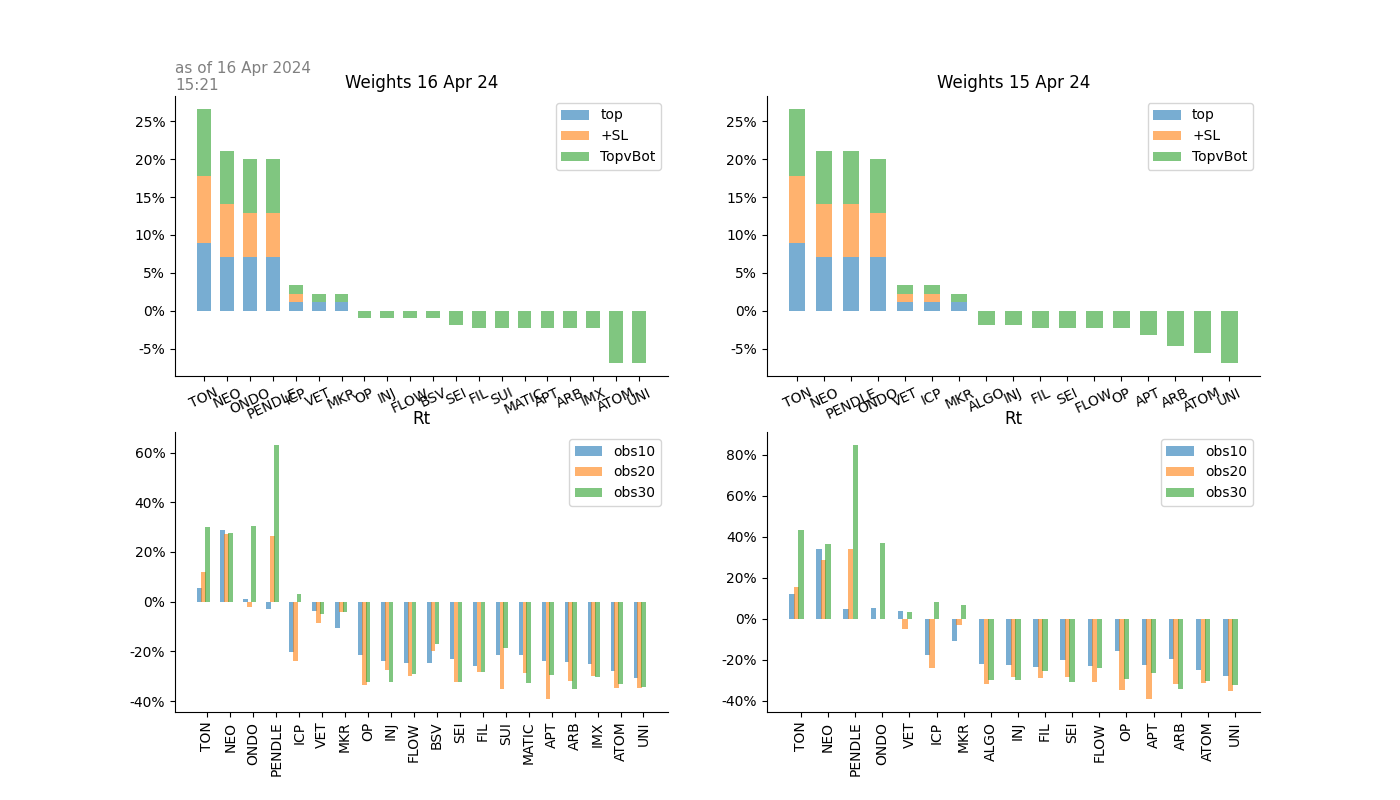 as of 16 Apr 2024
15:21
Weights 16 Apr 24
25%
20%
15%
10%
5%
0%
-5%
top
+SL
TopvBot
TON NEO ONDO PENDLE ICP VET MKR OP INJ FLOW BSV SEI FIL SUI MATIC APT ARB IMX ATOM UNI
Weights 15 Apr 24
25%
20%
15%
10%
5%
0%
-5%
top
+SL
TopvBot
TON NEO PENDLE ONDO VET ICP MKR ALGO INJ FIL SEI FLOW OP APT ARB ATOM UNI
Rt
60%
40%
20%
0%
-20%
-40%
obs10
obs20
obs30
TON NEO ONDO PENDLE ICP VET MKR OP INJ FLOW BSV SEI FIL SUI MATIC APT ARB IMX ATOM UNI
Rt
80%
60%
40%
20%
0%
-20%
-40%
obs10
obs20
obs30
TON NEO PENDLE ONDO VET ICP MKR ALGO INJ FIL SEI FLOW OP APT ARB ATOM UNI